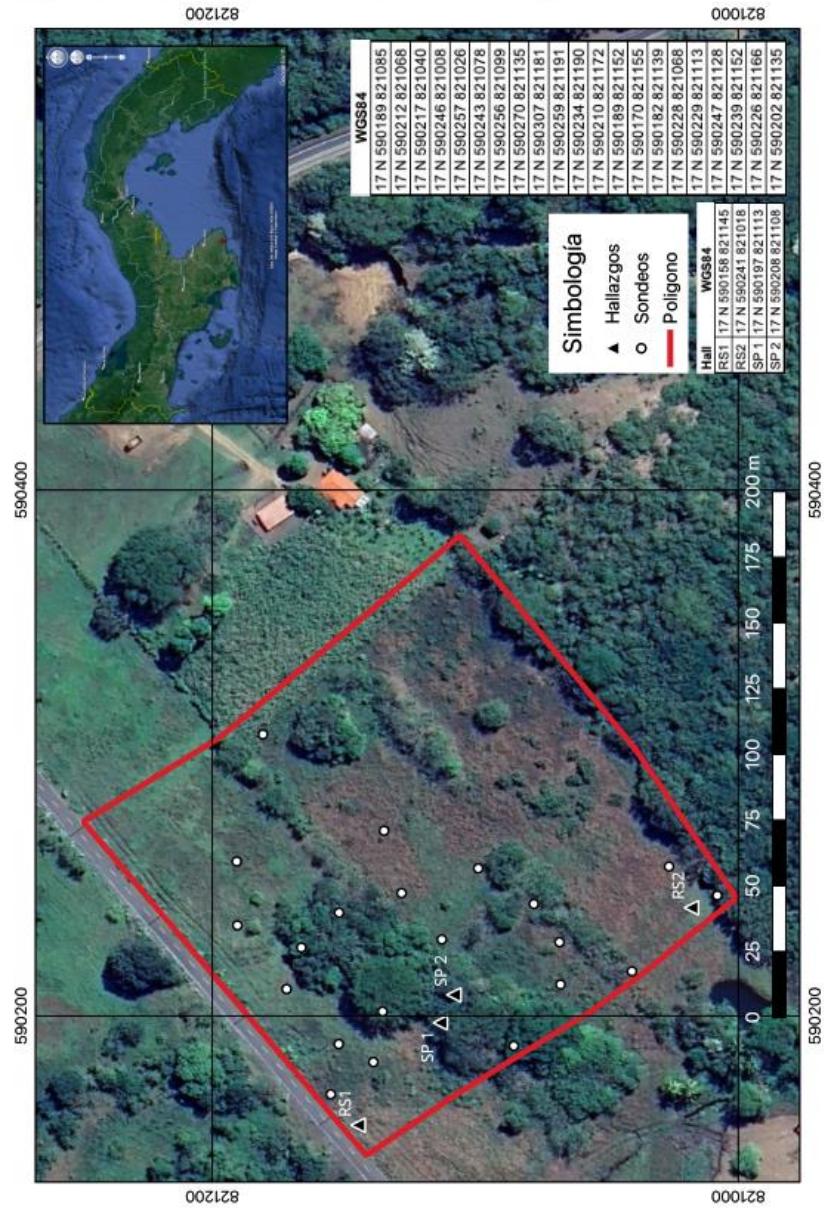 821200
821000
590400
590200
821200
821000
WGS84
17 N 590189 821085
17 N 590212 821068
17 N 590217 821040
17 N 590246 821008
17 N 590257 821026
17 N 590243 821078
17 N 590256 821099
17 N 590270 821135
17 N 590307 821181
17 N 590259 821191
17 N 590234 821190
17 N 590210 821172
17 N 590189 821152
17 N 590170 821155
17 N 590182 821139
17 N 590228 821068
17 N 590229 821113
17 N 590247 821128
17 N 590239 821152
17 N 590226 821166
17 N 590202 821135
Simbología
Hallazgos
Sondeos
Poligono
Hall WGS84
RS1 17 N 590158 821145
RS2 17 N 590241 821018
SP 1 17 N 590197 821113
SP 2 17 N 590208 821108
RS1
SP 1
SP 2
RS2
0 25 50 75 100 125 150 175 200 m
590400
590200